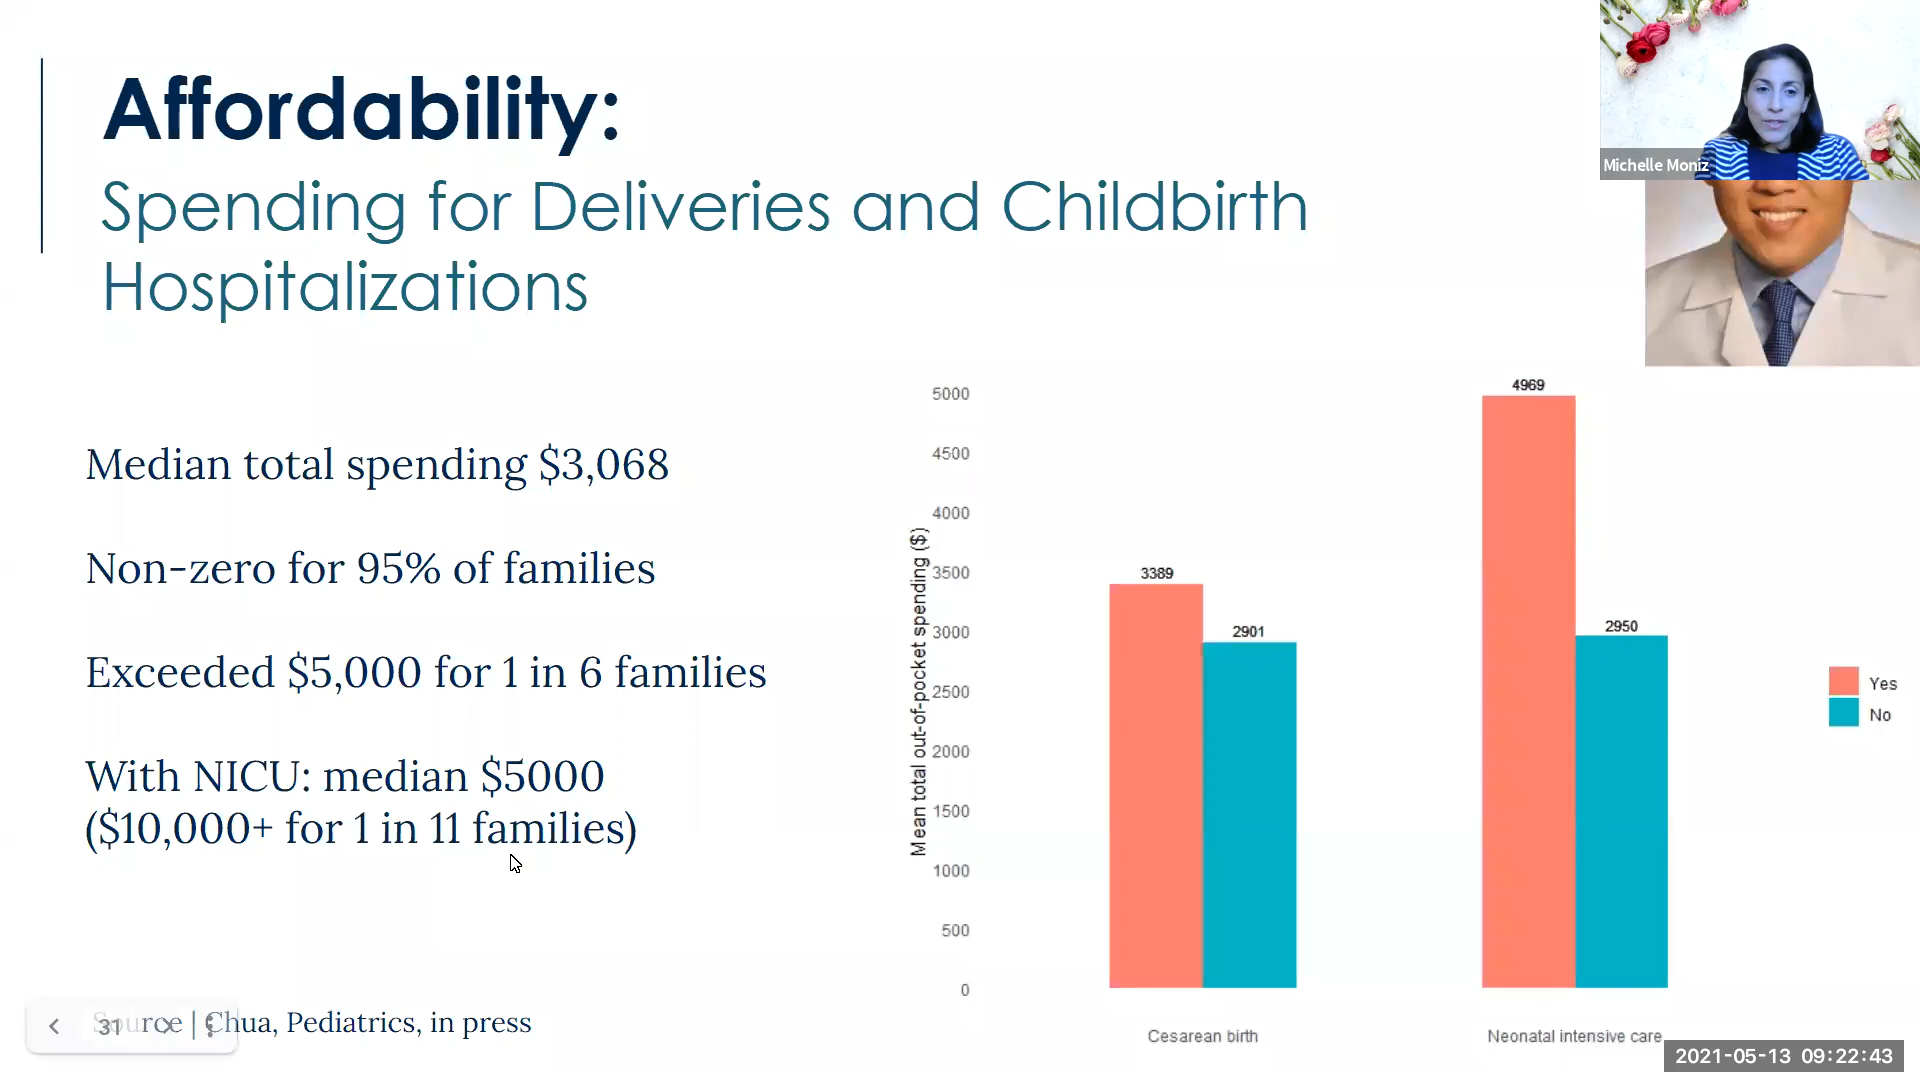 Affordability:
Spending for Deliveries and Childbirth
Hospitalizations
Michelle Moniz
Median total spending $3,068
Non-zero for 95% of families
Exceeded $5,000 for 1 in 6 families
With NICU: median $5000
($10,000+ for 1 in 11 families)
Mean total out-of-pocket spending ($)
5000
4500
4000
3500
3000
2500
2000
1500
1000
500
0
3389
2901
4969
2950
Cesarean birth
Neonatal intensive care
Yes
No
31
Source | Chua, Pediatrics, in press
2021-05-13 09:22:43